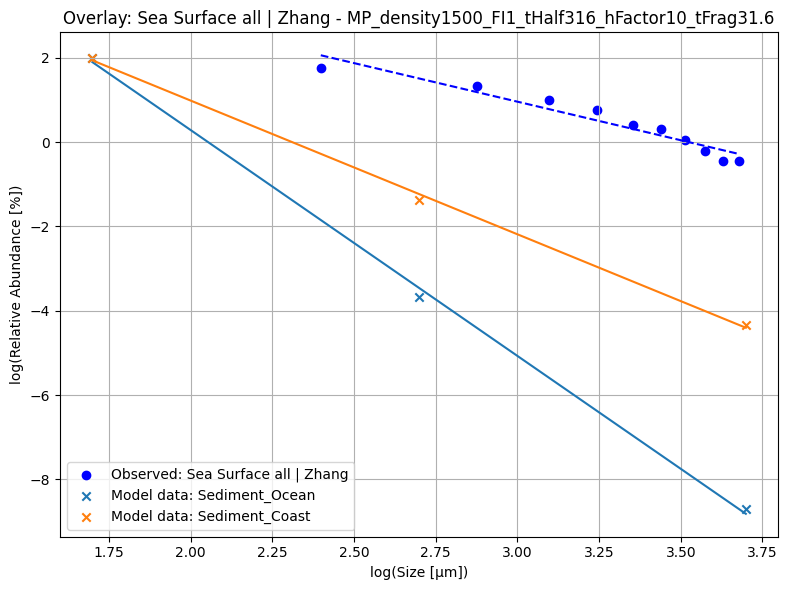 Overlay: Sea Surface all | Zhang - MP_density1500_FI1_tHalf316_hFactor10_tFrag31.6
log(Relative Abundance [%])
2
0
−2
−4
−6
−8
Observed: Sea Surface all | Zhang
Model data: Sediment_Ocean
Model data: Sediment_Coast
1.75 2.00 2.25 2.50 2.75 3.00 3.25 3.50 3.75
log(Size [μm])